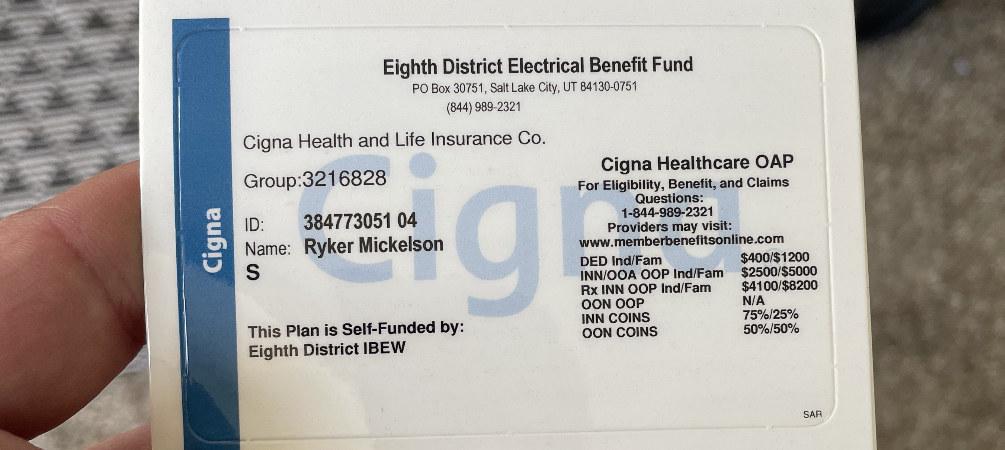 Eighth District Electrical Benefit Fund
PO Box 30751, Salt Lake City, UT 84130-0751
(844) 989-2321
Cigna
Cigna Health and Life Insurance Co.
Group:3216828
ID: 384773051 04
Name: Ryker Mickelson
S
This Plan is Self-Funded by:
Eighth District IBEW
Cigna
Cigna Healthcare OAP
For Eligibility, Benefit, and Claims
Questions:
1-844-989-2321
Providers may visit:
www.memberbenefitsonline.com
DED Ind/Fam $400/$1200
INN/OOA OOP Ind/Fam $2500/$5000
Rx INN OOP Ind/Fam $4100/$8200
OON OOP N/A
INN COINS 75%/25%
OON COINS 50%/50%
SAR